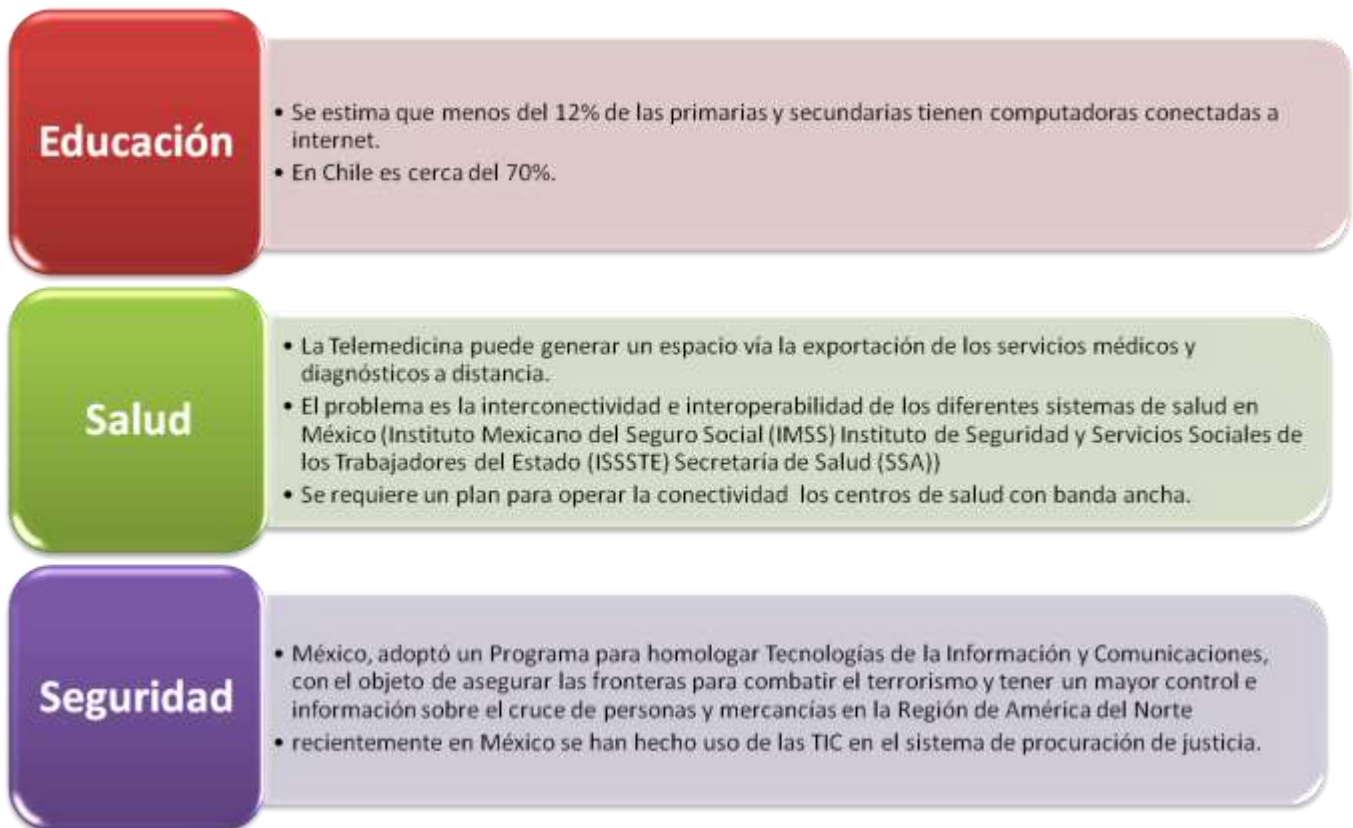 Educación
• Se estima que menos del 12% de las primarias y secundarias tienen computadoras conectadas a
internet.
• En Chile es cerca del 70%.
Salud
• La Telemedicina puede generar un espacio vía la exportación de los servicios médicos y
diagnósticos a distancia.
• El problema es la interconectividad e interoperabilidad de los diferentes sistemas de salud en
México (Instituto Mexicano del Seguro Social (IMSS) Instituto de Seguridad y Servicios Sociales de
los Trabajadores del Estado (ISSSTE) Secretaría de Salud (SSA))
• Se requiere un plan para operar la conectividad los centros de salud con banda ancha.
Seguridad
• México, adoptó un Programa para homologar Tecnologías de la Información y Comunicaciones,
con el objeto de asegurar las fronteras para combatir el terrorismo y tener un mayor control e
información sobre el cruce de personas y mercancías en la Región de América del Norte
• recientemente en México se han hecho uso de las TIC en el sistema de procuración de justicia.